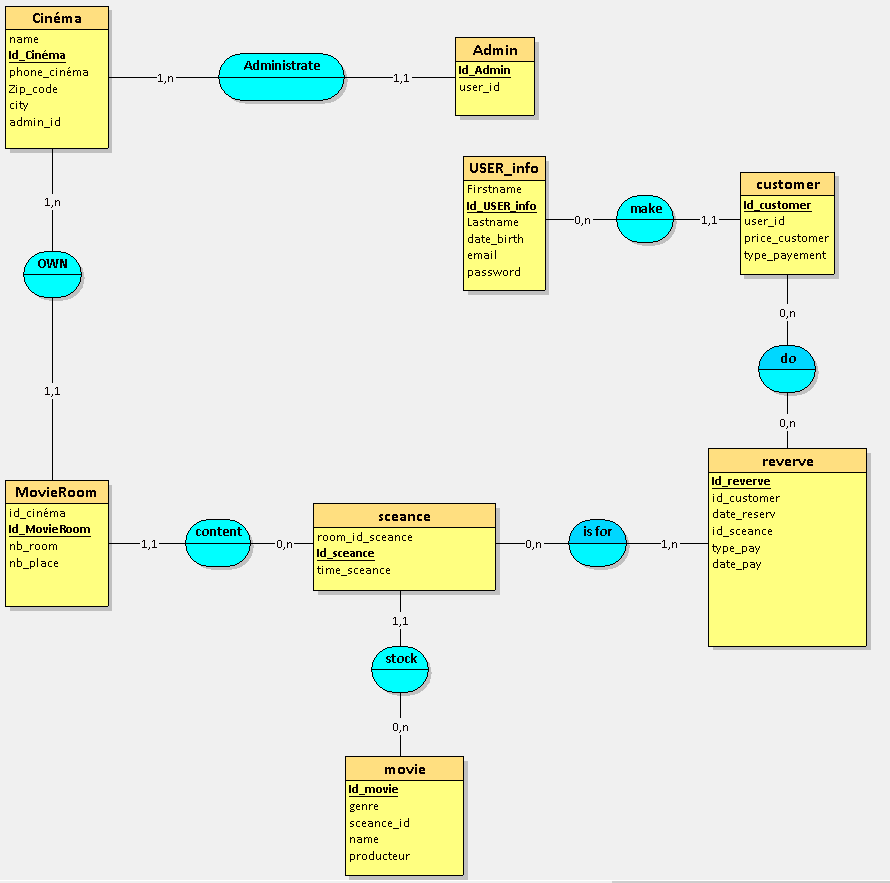 Cinéma
name
Id_Cinéma
phone_cinéma
Zip_code
city
admin_id
1,n
Administrate
1,1
Admin
Id_Admin
user_id
USER_info
Firstname
Id_USER_info
Lastname
date_birth
email
password
0,n
make
1,1
customer
Id_customer
user_id
price_customer
type_payement
1,n
OWN
1,1
0,n
do
0,n
MovieRoom
id_cinéma
Id_MovieRoom
nb_room
nb_place
1,1
content
0,n
sceance
room_id_sceance
Id_sceance
time_sceance
0,n
is for
1,n
reverve
Id_reverve
id_customer
date_reserv
id_sceance
type_pay
date_pay
1,1
stock
0,n
movie
Id_movie
genre
sceance_id
name
producteur